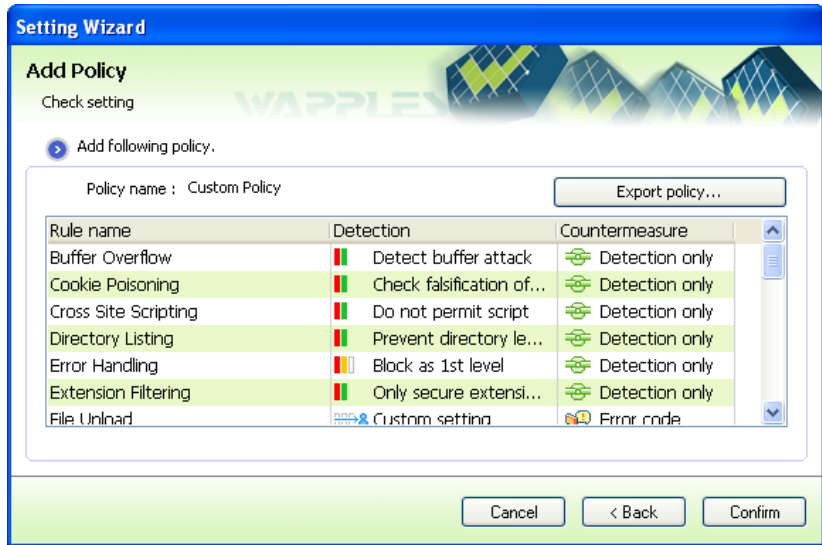 Setting Wizard
Add Policy
Check setting
WAPPLES
Add following policy.
Policy name : Custom Policy
Export policy...
Rule name Detection Countermeasure
Buffer Overflow Detect buffer attack Detection only
Cookie Poisoning Check falsification of... Detection only
Cross Site Scripting Do not permit script Detection only
Directory Listing Prevent directory le... Detection only
Error Handling Block as 1st level Detection only
Extension Filtering Only secure extensi... Detection only
File Upload Custom setting Error code
Cancel < Back Confirm